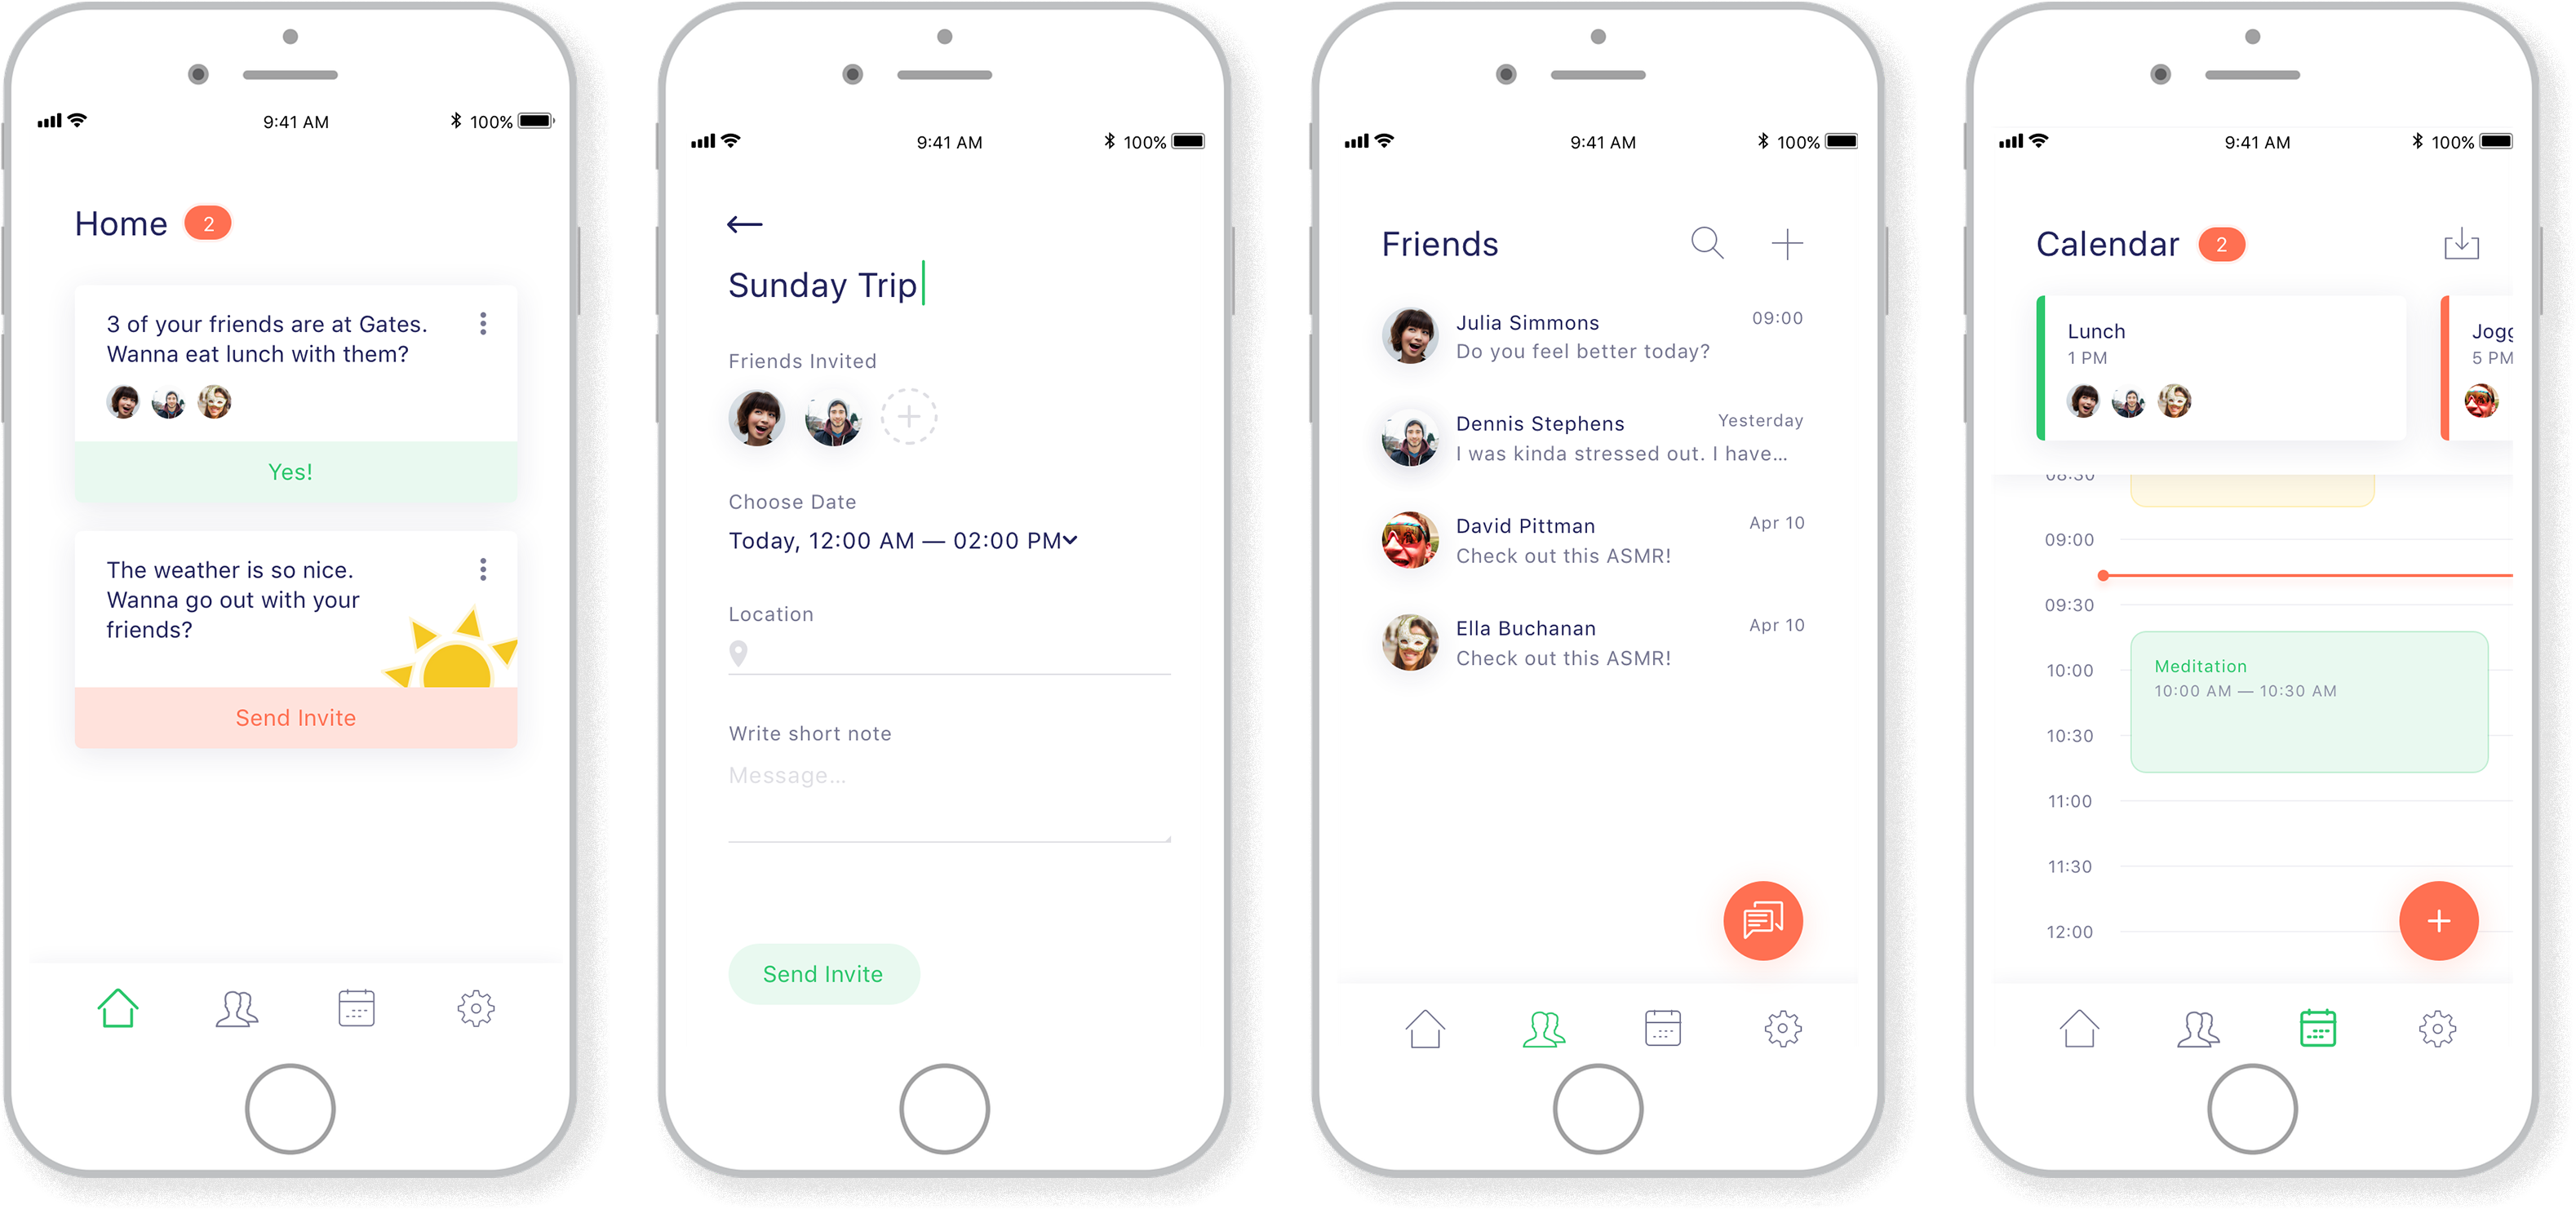 9:41 AM
100%
Home 2
3 of your friends are at Gates.
Wanna eat lunch with them?
Yes!
The weather is so nice.
Wanna go out with your
friends?
Send Invite
9:41 AM
100%
Sunday Trip
Friends Invited
Choose Date
Today, 12:00 AM — 02:00 PM
Location
Write short note
Message...
Send Invite
9:41 AM
100%
Friends
Julia Simmons 09:00
Do you feel better today?
Dennis Stephens Yesterday
I was kinda stressed out. I have...
David Pittman Apr 10
Check out this ASMR!
Ella Buchanan Apr 10
Check out this ASMR!
9:41 AM
100%
Calendar 2
Lunch
1 PM
Jogg
5 PM
08:30
09:00
09:30
10:00
Meditation
10:00 AM — 10:30 AM
10:30
11:00
11:30
12:00